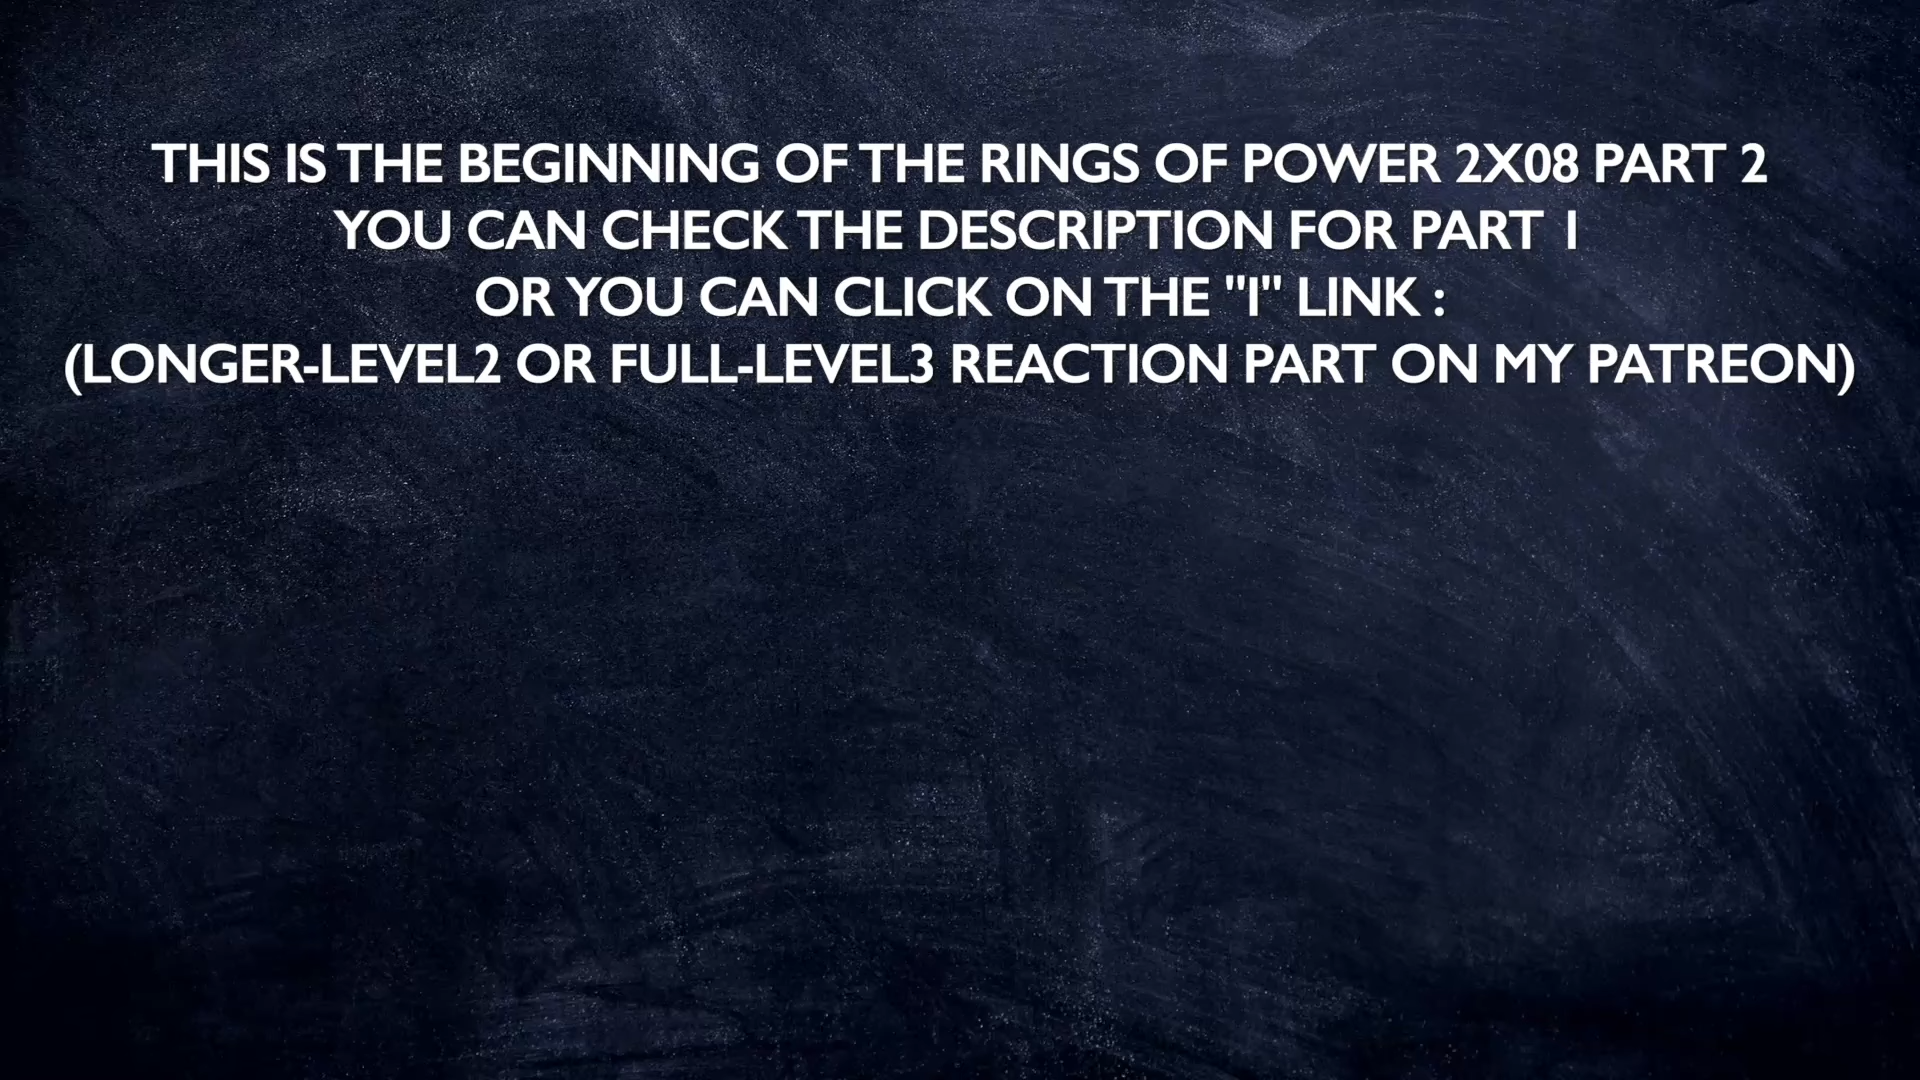 THIS IS THE BEGINNING OF THE RINGS OF POWER 2X08 PART 2
YOU CAN CHECK THE DESCRIPTION FOR PART 1
OR YOU CAN CLICK ON THE "I" LINK :
(LONGER-LEVEL2 OR FULL-LEVEL3 REACTION PART ON MY PATREON)